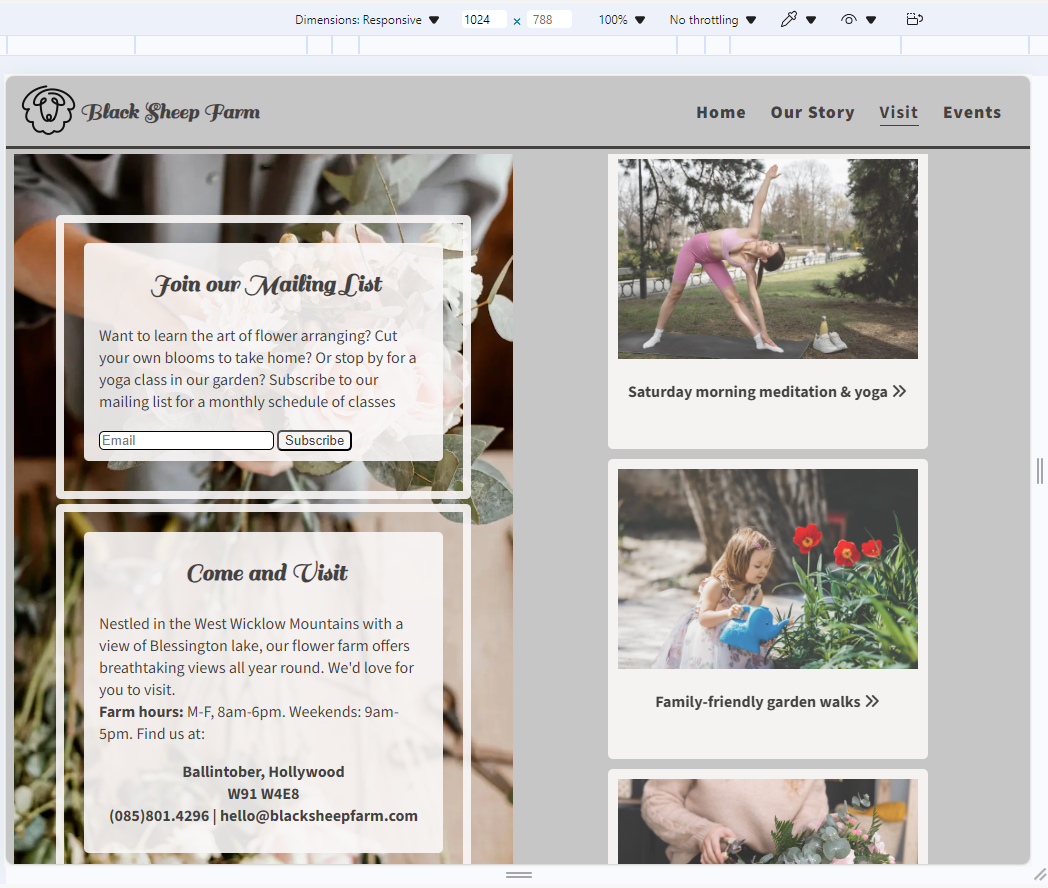 Dimensions: Responsive 1024 x 788 100% No throttling
Black Sheep Farm
Home Our Story Visit Events
Join our Mailing List
Want to learn the art of flower arranging? Cut
your own blooms to take home? Or stop by for a
yoga class in our garden? Subscribe to our
mailing list for a monthly schedule of classes
Email Subscribe
Saturday morning meditation & yoga »
Come and Visit
Nestled in the West Wicklow Mountains with a
view of Blessington lake, our flower farm offers
breathtaking views all year round. We'd love for
you to visit.
Farm hours: M-F, 8am-6pm. Weekends: 9am-
5pm. Find us at:
Ballintober, Hollywood
W91 W4E8
(085)801.4296 | hello@blacksheepfarm.com
Family-friendly garden walks »